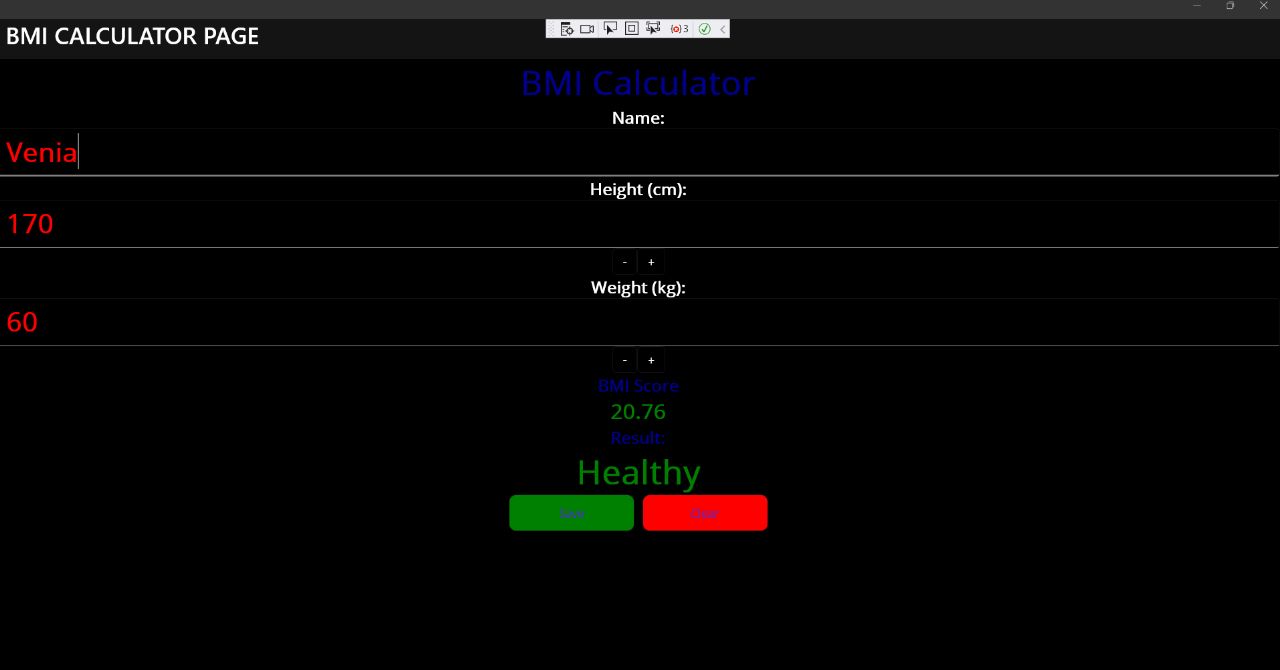 BMI CALCULATOR PAGE
3
BMI Calculator
Name:
Venia
Height (cm):
170
- +
Weight (kg):
60
- +
BMI Score
20.76
Result:
Healthy
Save Clear